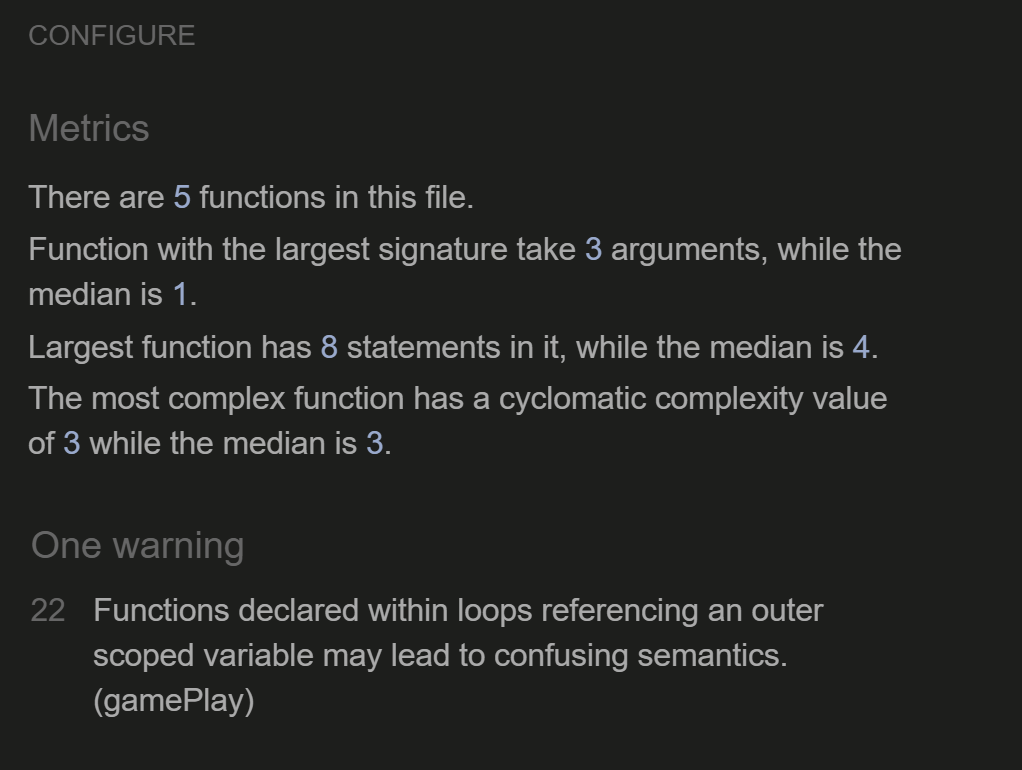 CONFIGURE
Metrics
There are 5 functions in this file.
Function with the largest signature take 3 arguments, while the
median is 1.
Largest function has 8 statements in it, while the median is 4.
The most complex function has a cyclomatic complexity value
of 3 while the median is 3.
One warning
22 Functions declared within loops referencing an outer
scoped variable may lead to confusing semantics.
(gamePlay)